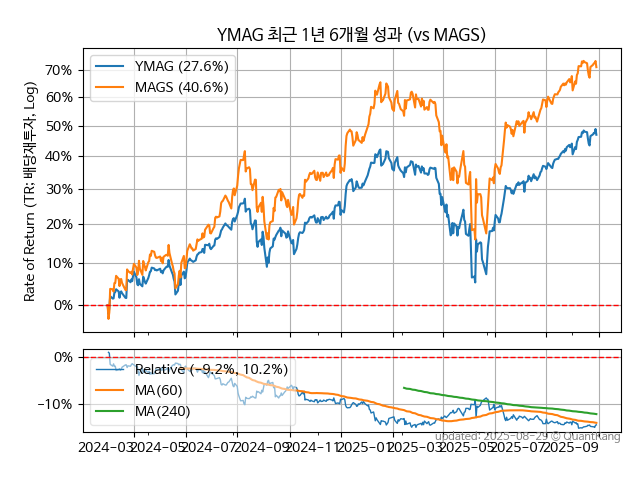 YMAG 최근 1년 6개월 성과 (vs MAGS)
Rate of Return (TR: 배당재투자, Log)
YMAG (27.6%)
MAGS (40.6%)
70%
60%
50%
40%
30%
20%
10%
0%
0%
−10%
Relative (−9.2%, 10.2%)
MA(60)
MA(240)
updated: 2025-08-29 © QuantKang
2024-03 2024-05 2024-07 2024-09 2024-11 2025-01 2025-03 2025-05 2025-07 2025-09